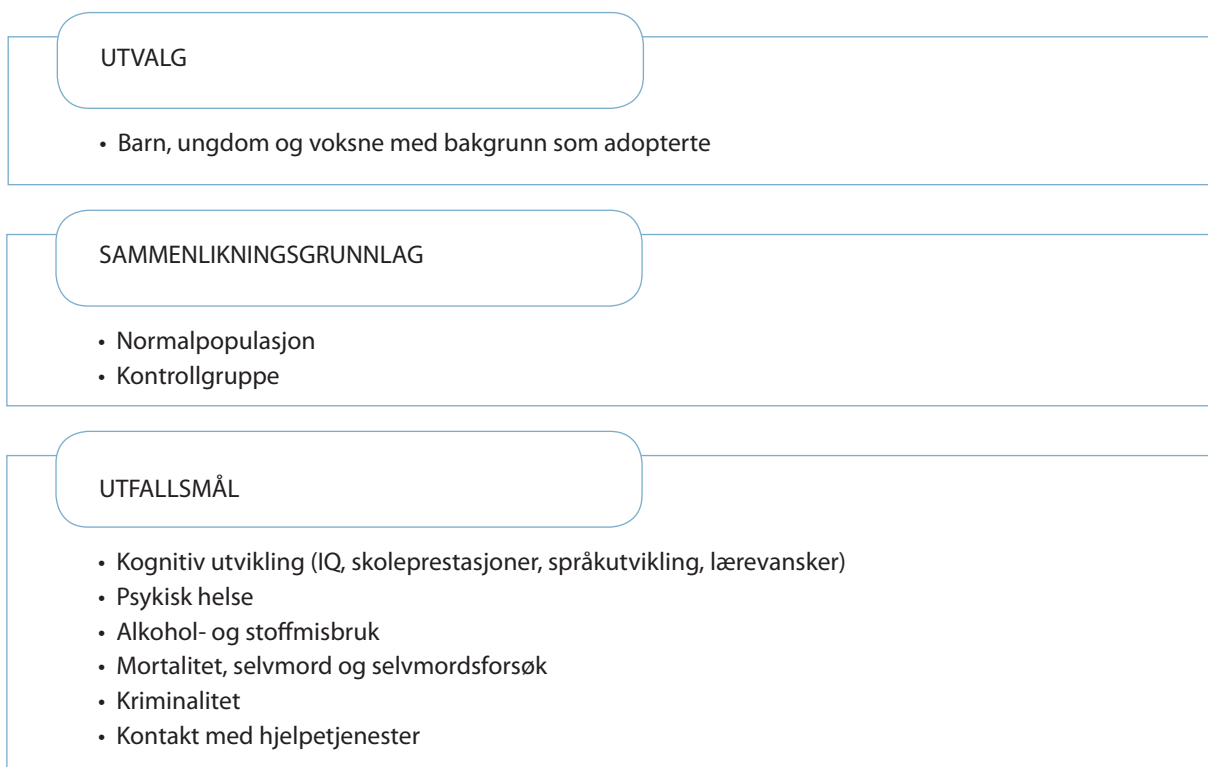 UTVALG
• Barn, ungdom og voksne med bakgrunn som adopterte
SAMMENLIKNINGSGRUNNLAG
• Normalpopulasjon
• Kontrollgruppe
UTFALLSMÅL
• Kognitiv utvikling (IQ, skoleprestasjoner, språkutvikling, lærevansker)
• Psykisk helse
• Alkohol- og stoffmisbruk
• Mortalitet, selvmord og selvmordsforsøk
• Kriminalitet
• Kontakt med hjelpetjenester